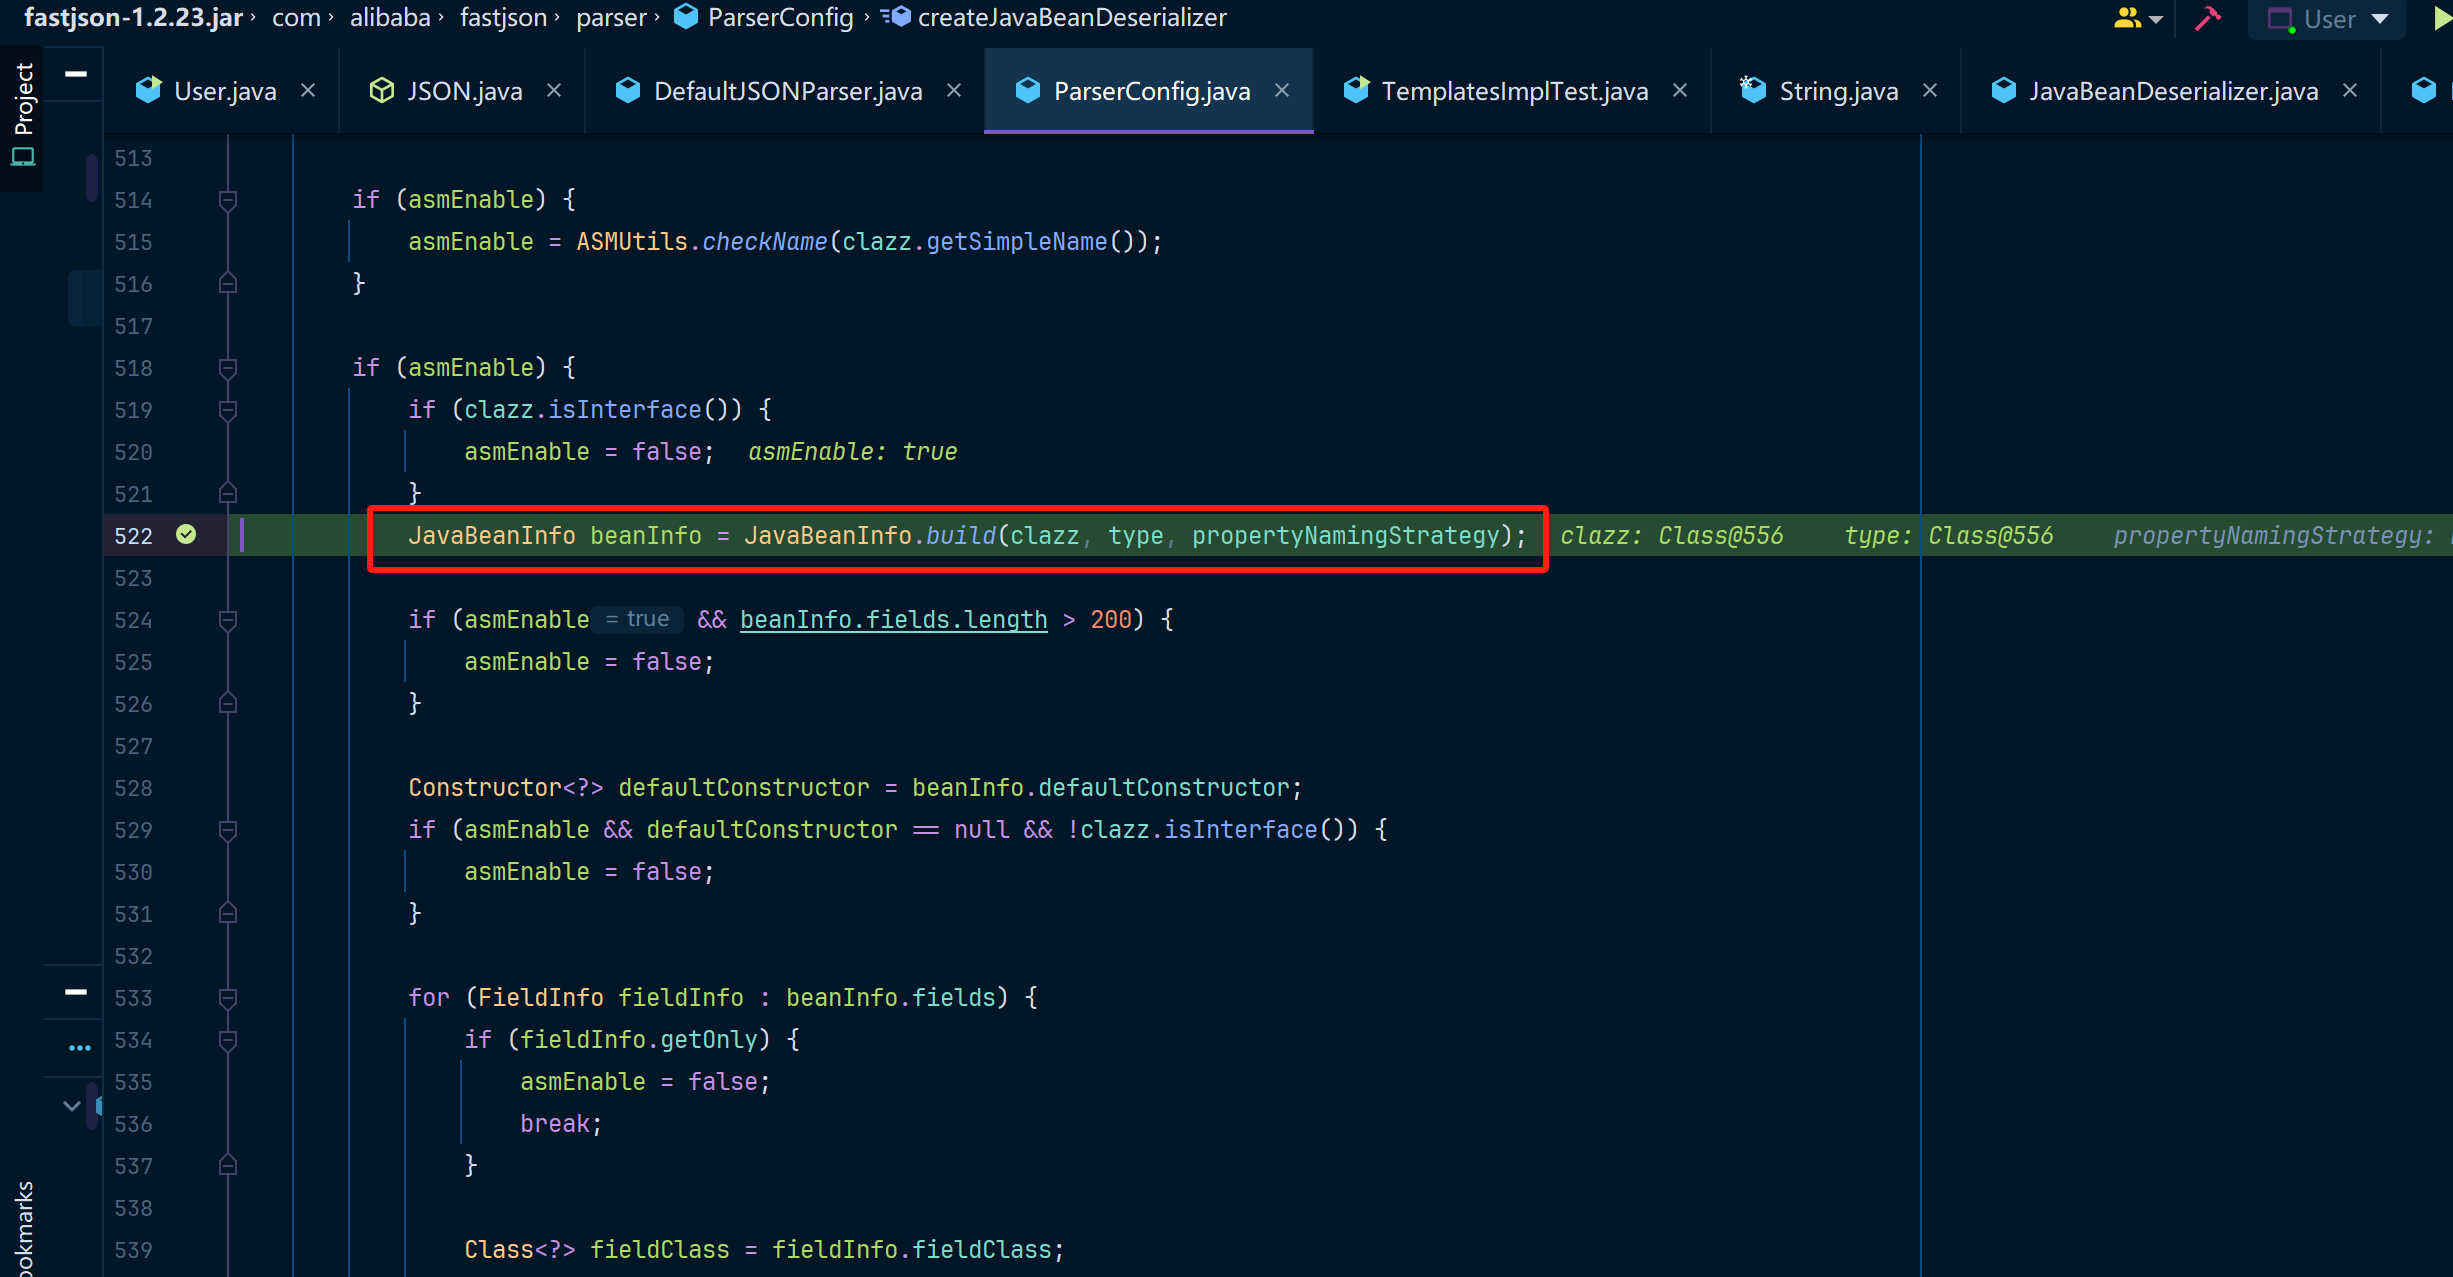 fastjson-1.2.23.jar › com › alibaba › fastjson › parser › ParserConfig › createJavaBeanDeserializer
User
Project
User.java × JSON.java × DefaultJSONParser.java × ParserConfig.java × TemplatesImplTest.java × String.java × JavaBeanDeserializer.java ×
513
514 if (asmEnable) {
515 asmEnable = ASMUtils.checkName(clazz.getSimpleName());
516 }
517
518 if (asmEnable) {
519 if (clazz.isInterface()) {
520 asmEnable = false; asmEnable: true
521 }
522 JavaBeanInfo beanInfo = JavaBeanInfo.build(clazz, type, propertyNamingStrategy); clazz: Class@556 type: Class@556 propertyNamingStrategy:
523
524 if (asmEnable = true && beanInfo.fields.length > 200) {
525 asmEnable = false;
526 }
527
528 Constructor<?> defaultConstructor = beanInfo.defaultConstructor;
529 if (asmEnable && defaultConstructor == null && !clazz.isInterface()) {
530 asmEnable = false;
531 }
532
533 for (FieldInfo fieldInfo : beanInfo.fields) {
534 if (fieldInfo.getOnly) {
535 asmEnable = false;
536 break;
537 }
538
539 Class<?> fieldClass = fieldInfo.fieldClass;
ookmarks